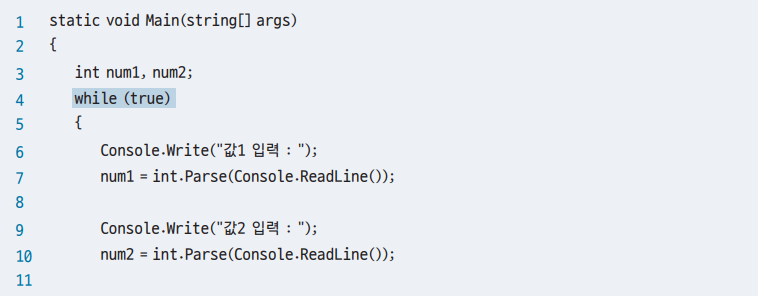 1 static void Main(string[] args)
2 {
3 int num1, num2;
4 while (true)
5 {
6 Console.Write("값1 입력 : ");
7 num1 = int.Parse(Console.ReadLine());
8
9 Console.Write("값2 입력 : ");
10 num2 = int.Parse(Console.ReadLine());
11